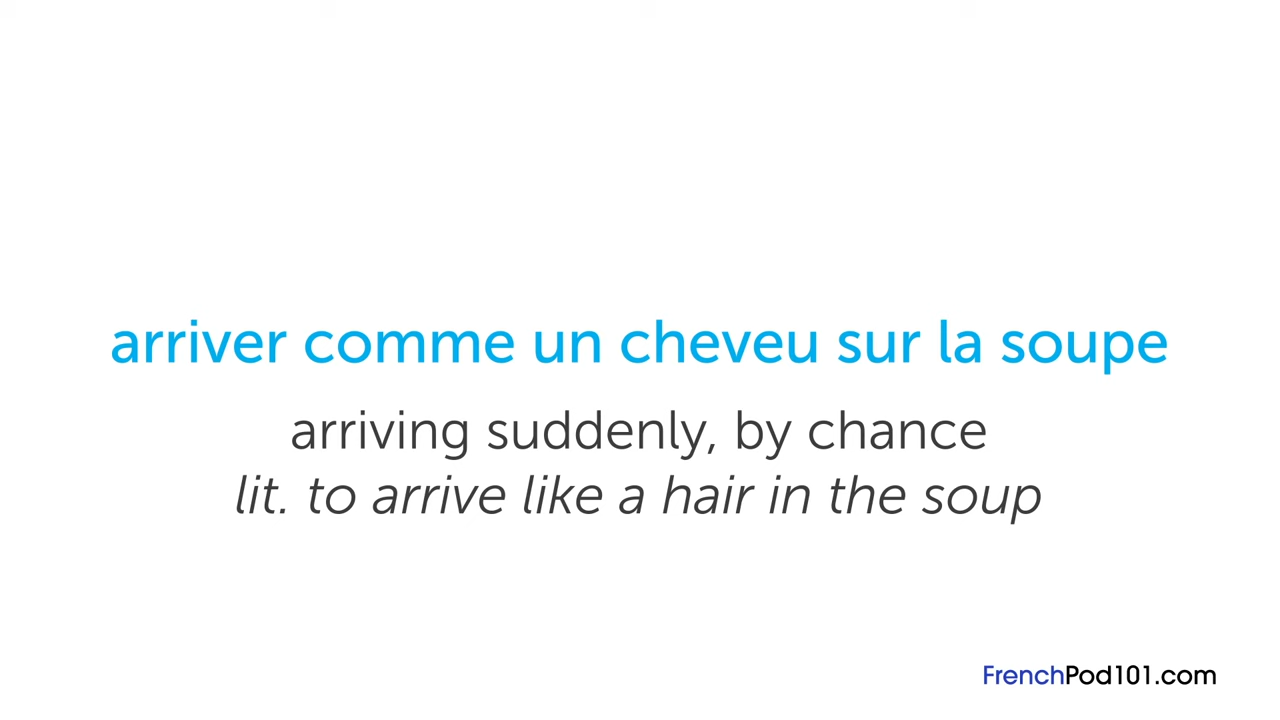 arriver comme un cheveu sur la soupe
arriving suddenly, by chance
lit. to arrive like a hair in the soup
FrenchPod101.com